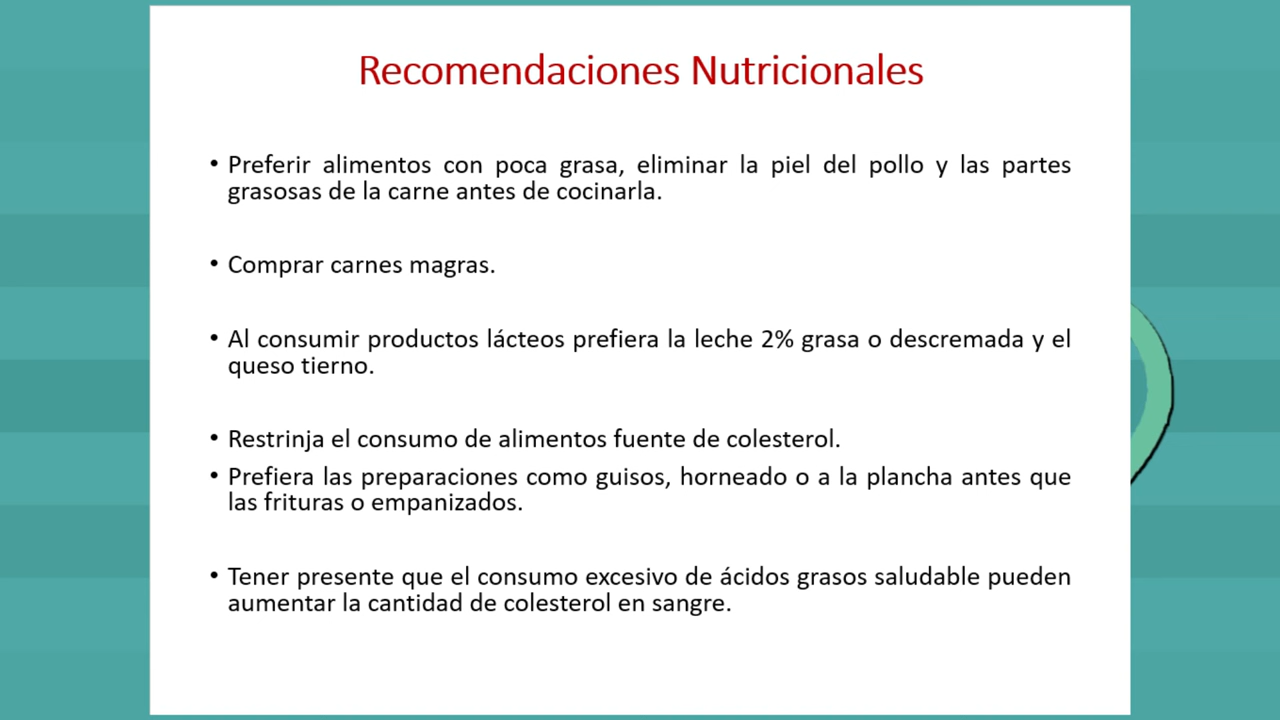 Recomendaciones Nutricionales
• Preferir alimentos con poca grasa, eliminar la piel del pollo y las partes
grasosas de la carne antes de cocinarla.
• Comprar carnes magras.
• Al consumir productos lácteos prefiera la leche 2% grasa o descremada y el
queso tierno.
• Restrinja el consumo de alimentos fuente de colesterol.
• Prefiera las preparaciones como guisos, horneado o a la plancha antes que
las frituras o empanizados.
• Tener presente que el consumo excesivo de ácidos grasos saludable pueden
aumentar la cantidad de colesterol en sangre.